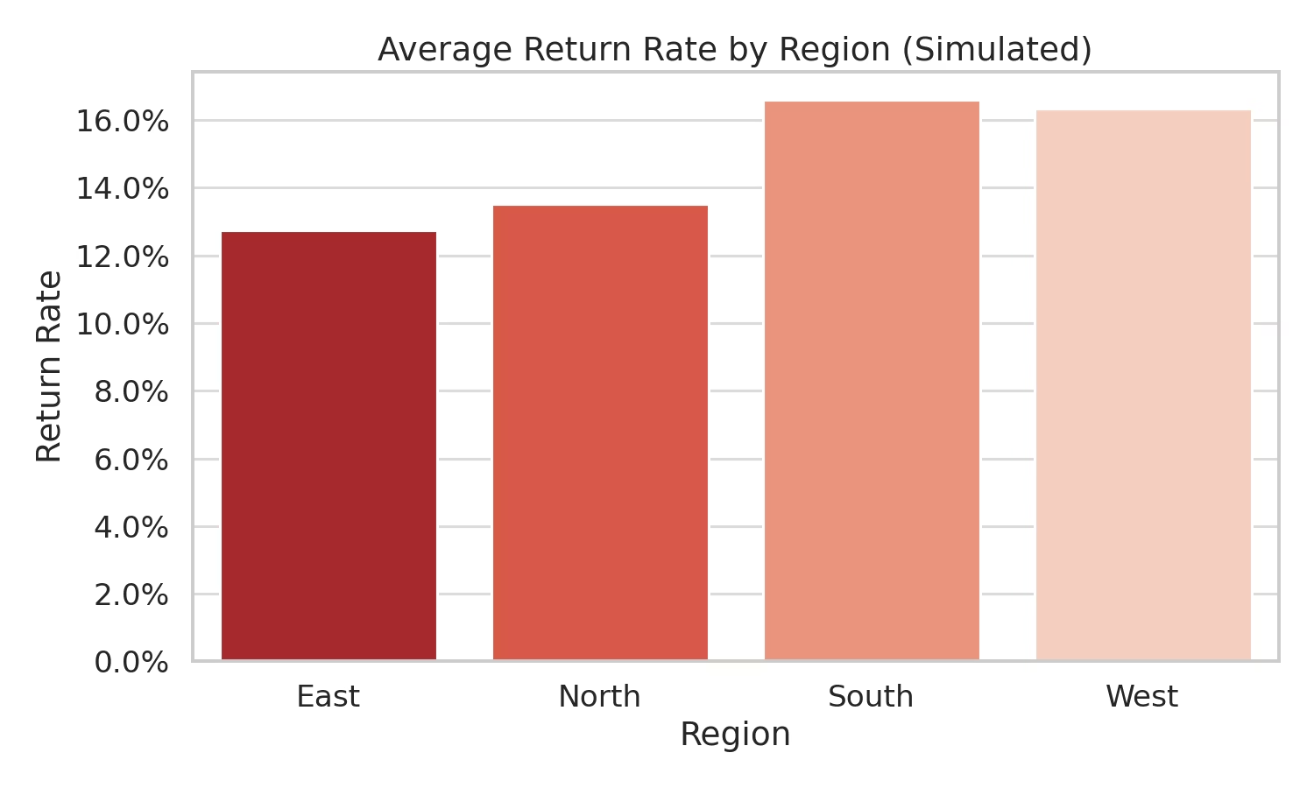 Average Return Rate by Region (Simulated)
16.0%
14.0%
12.0%
10.0%
8.0%
6.0%
4.0%
2.0%
0.0%
Return Rate
East North South West
Region